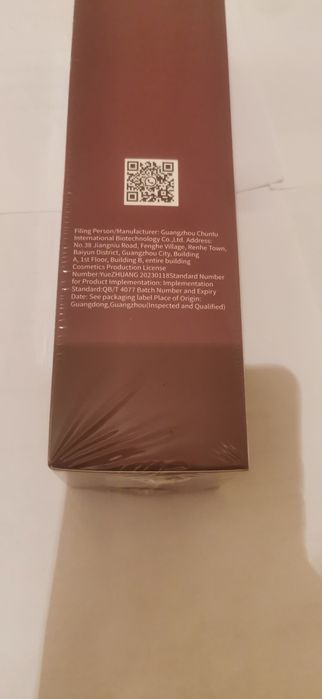 Filing Person/Manufacturer: Guangzhou Chunlu
International Biotechnology Co.,Ltd. Address:
No.38 Jiangniu Road, Fenghe Village, Renhe Town,
Baiyun District, Guangzhou City, Building
A, 1st Floor, Building B, entire building
Cosmetics Production License
Number:YueZHUANG 20230118Standard Number
for Product Implementation: Implementation
Standard:QB/T 4077 Batch Number and Expiry
Date: See packaging label Place of Origin:
Guangdong,Guangzhou(Inspected and Qualified)